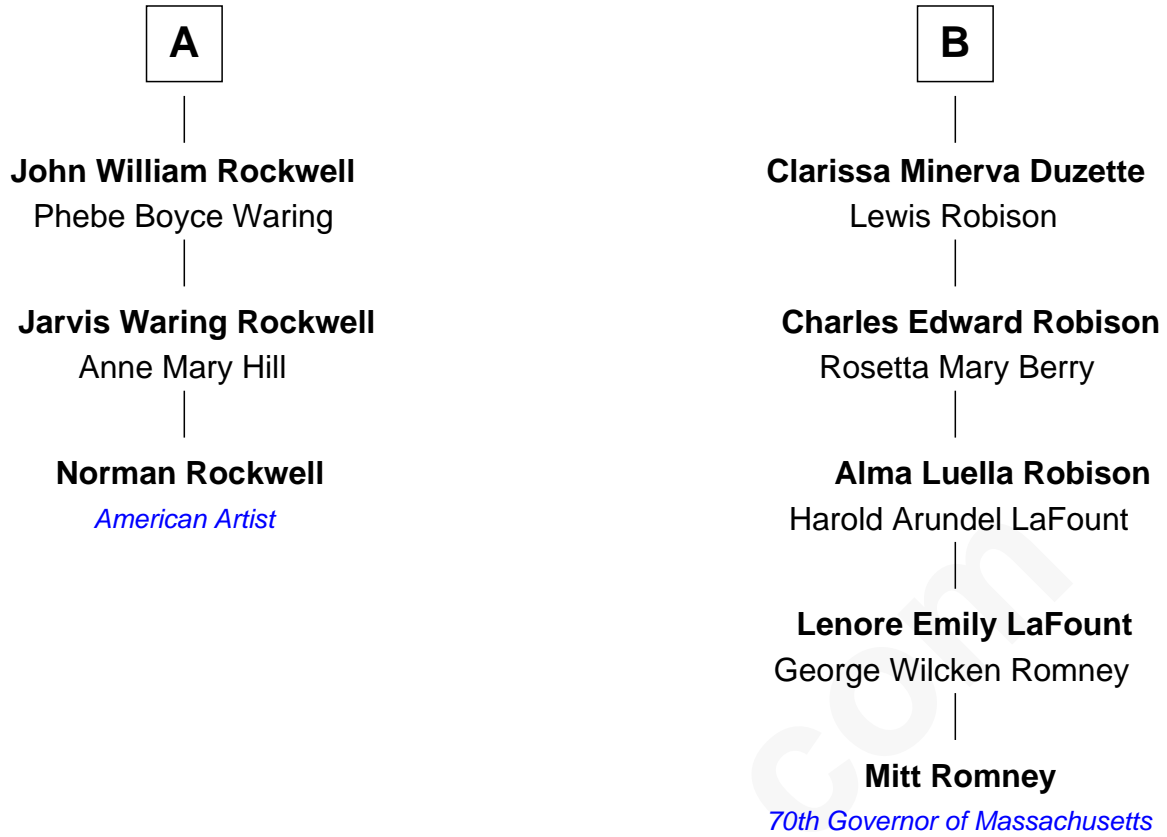 A
John William Rockwell
Phebe Boyce Waring
Jarvis Waring Rockwell
Anne Mary Hill
Norman Rockwell
American Artist
B
Clarissa Minerva Duzette
Lewis Robison
Charles Edward Robison
Rosetta Mary Berry
Alma Luella Robison
Harold Arundel LaFount
Lenore Emily LaFount
George Wilcken Romney
Mitt Romney
70th Governor of Massachusetts
com